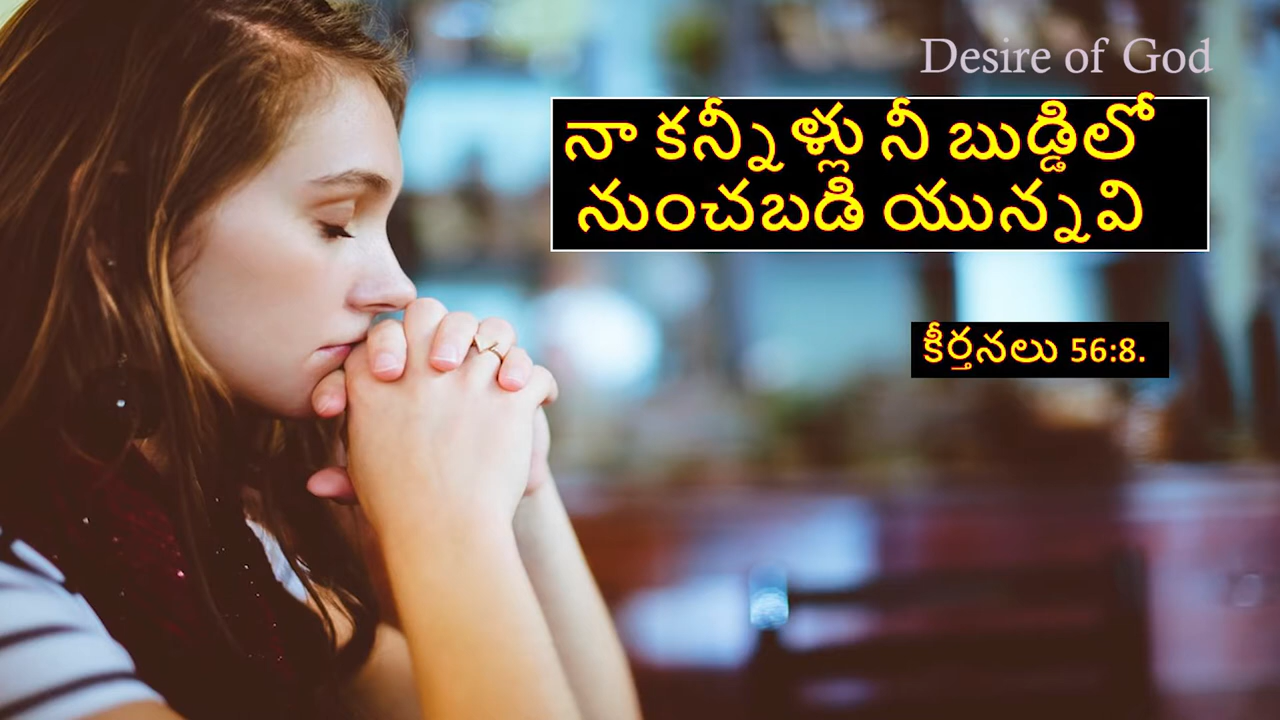 Desire of God
నా కన్నీళ్లు నీ బుడ్డిలో
నుంచబడి యున్నవి
కీర్తనలు 56:8.